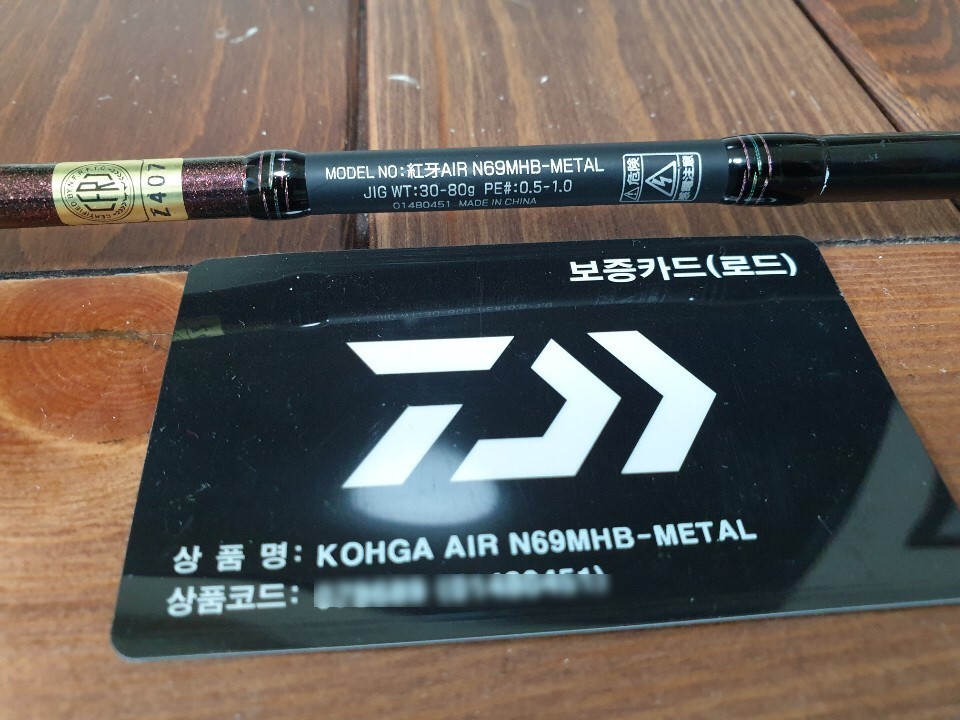 MODEL NO:紅牙AIR N69MHB-METAL
JIG WT:30-80g PE#:0.5-1.0
01480451 MADE IN CHINA
危険
Z407
보증카드(로드)
상 품 명: KOHGA AIR N69MHB-METAL
상품코드: